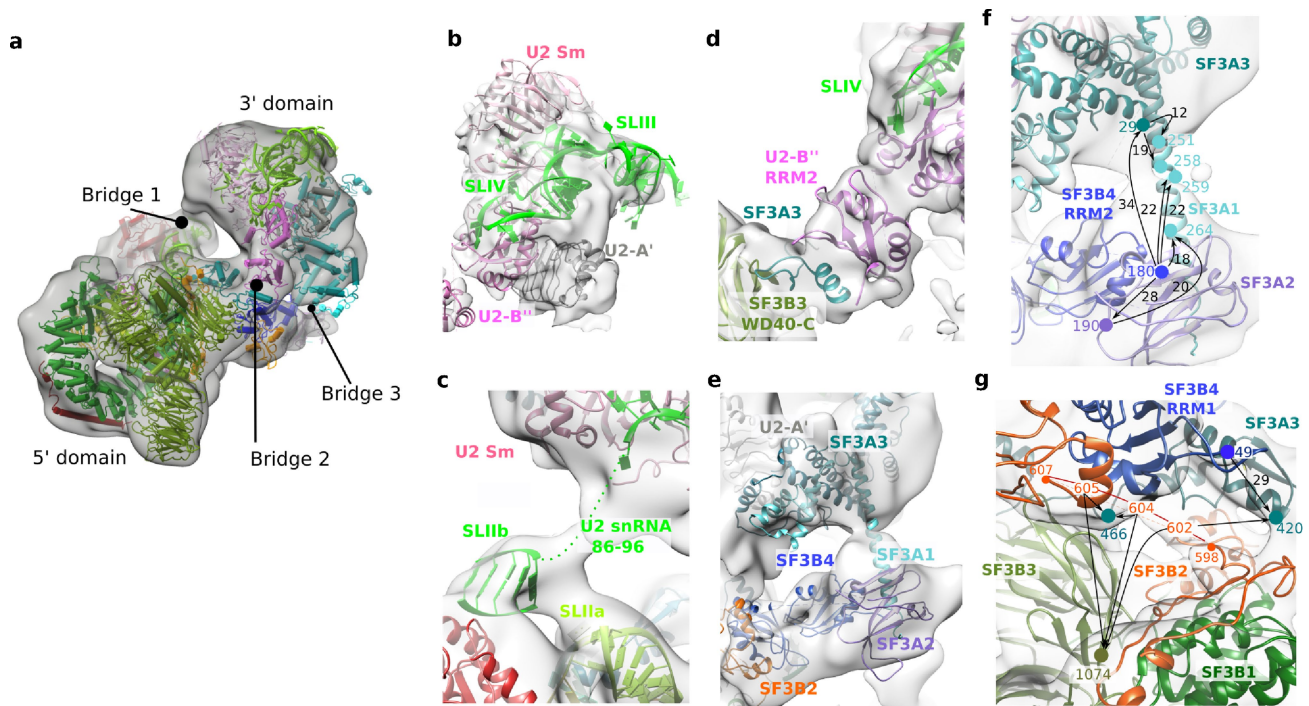 a
3' domain
Bridge 1
Bridge 3
5' domain
Bridge 2
b
U2 Sm
SLIII
SLIV
U2-A'
U2-B''
c
U2 Sm
SLIIb
U2 snRNA
86-96
SLIIa
d
SLIV
U2-B''
RRM2
SF3A3
SF3B3
WD40-C
e
U2-A'
SF3A3
SF3B4
SF3A1
SF3A2
SF3B2
f
SF3A3
12
29
251
19
258
259
SF3B4
RRM2
34
22
22
SF3A1
264
18
180
20
SF3A2
28
190
g
SF3B4
RRM1
SF3A3
49
607
605
29
604
602
466
420
SF3B3
SF3B2
598
1074
SF3B1